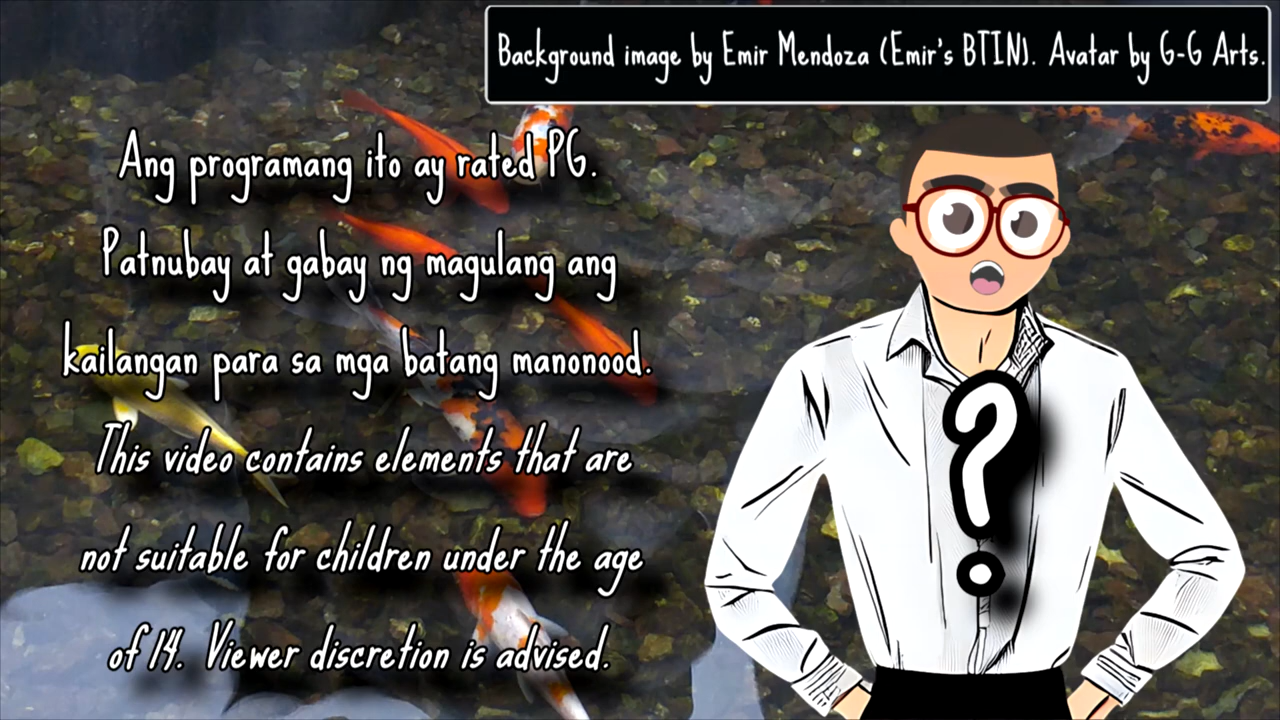 Background image by Emir Mendoza (Emir's BTIN). Avatar by G-G Arts.
Ang programang ito ay rated PG.
Patnubay at gabay ng magulang ang
kailangan para sa mga batang manonood.
This video contains elements that are
not suitable for children under the age
of 14. Viewer discretion is advised.
?